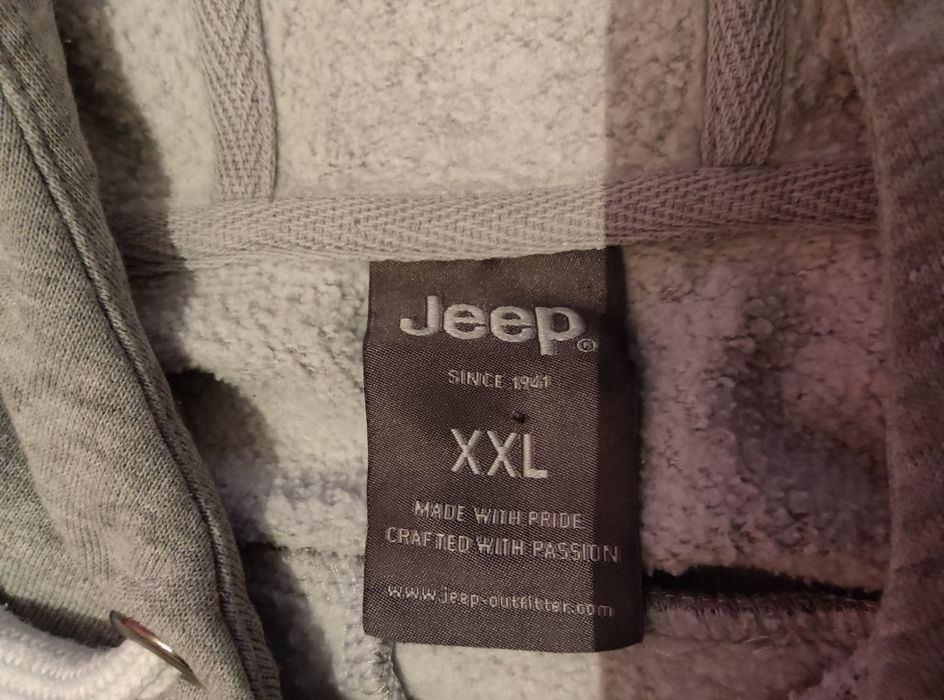 Jeep®
SINCE 1941
XXL
MADE WITH PRIDE
CRAFTED WITH PASSION
www.jeep-outfitter.com